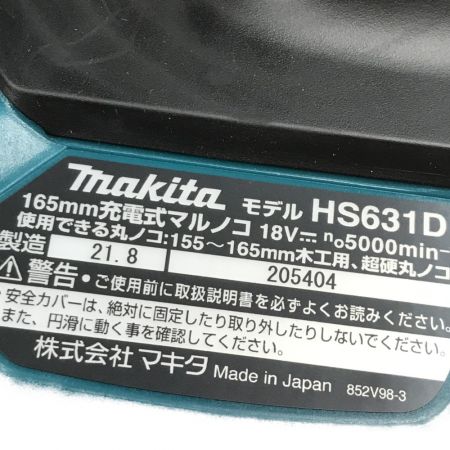 makita モデル HS631D
165mm充電式マルノコ 18V⎓ n₀5000min-
使用できる丸ノコ:155～165mm木工用、超硬丸ノコ
製造 21.8 205404
⚠警告・ご使用前に取扱説明書を必ずよくお読みください。
・安全カバーは、絶対に固定したり取り外したりしないでください。
また、円滑に動く事を確認してください。
株式会社マキタ Made in Japan 852V98-3